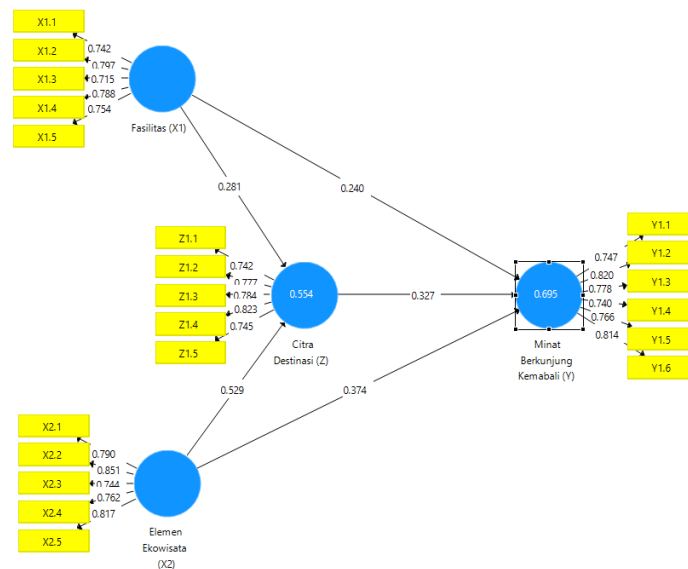 X1.1
X1.2
X1.3
X1.4
X1.5
0.742
0.797
0.715
0.788
0.754
Fasilitas (X1)
0.281
0.240
Z1.1
Z1.2
Z1.3
Z1.4
Z1.5
0.742
0.777
0.784
0.823
0.745
0.554
Citra
Destinasi (Z)
0.327
0.695
Minat
Berkunjung
Kemabali (Y)
0.747
0.820
0.778
0.740
0.766
0.814
Y1.1
Y1.2
Y1.3
Y1.4
Y1.5
Y1.6
0.529
0.374
X2.1
X2.2
X2.3
X2.4
X2.5
0.790
0.851
0.744
0.762
0.817
Elemen
Ekowisata
(X2)